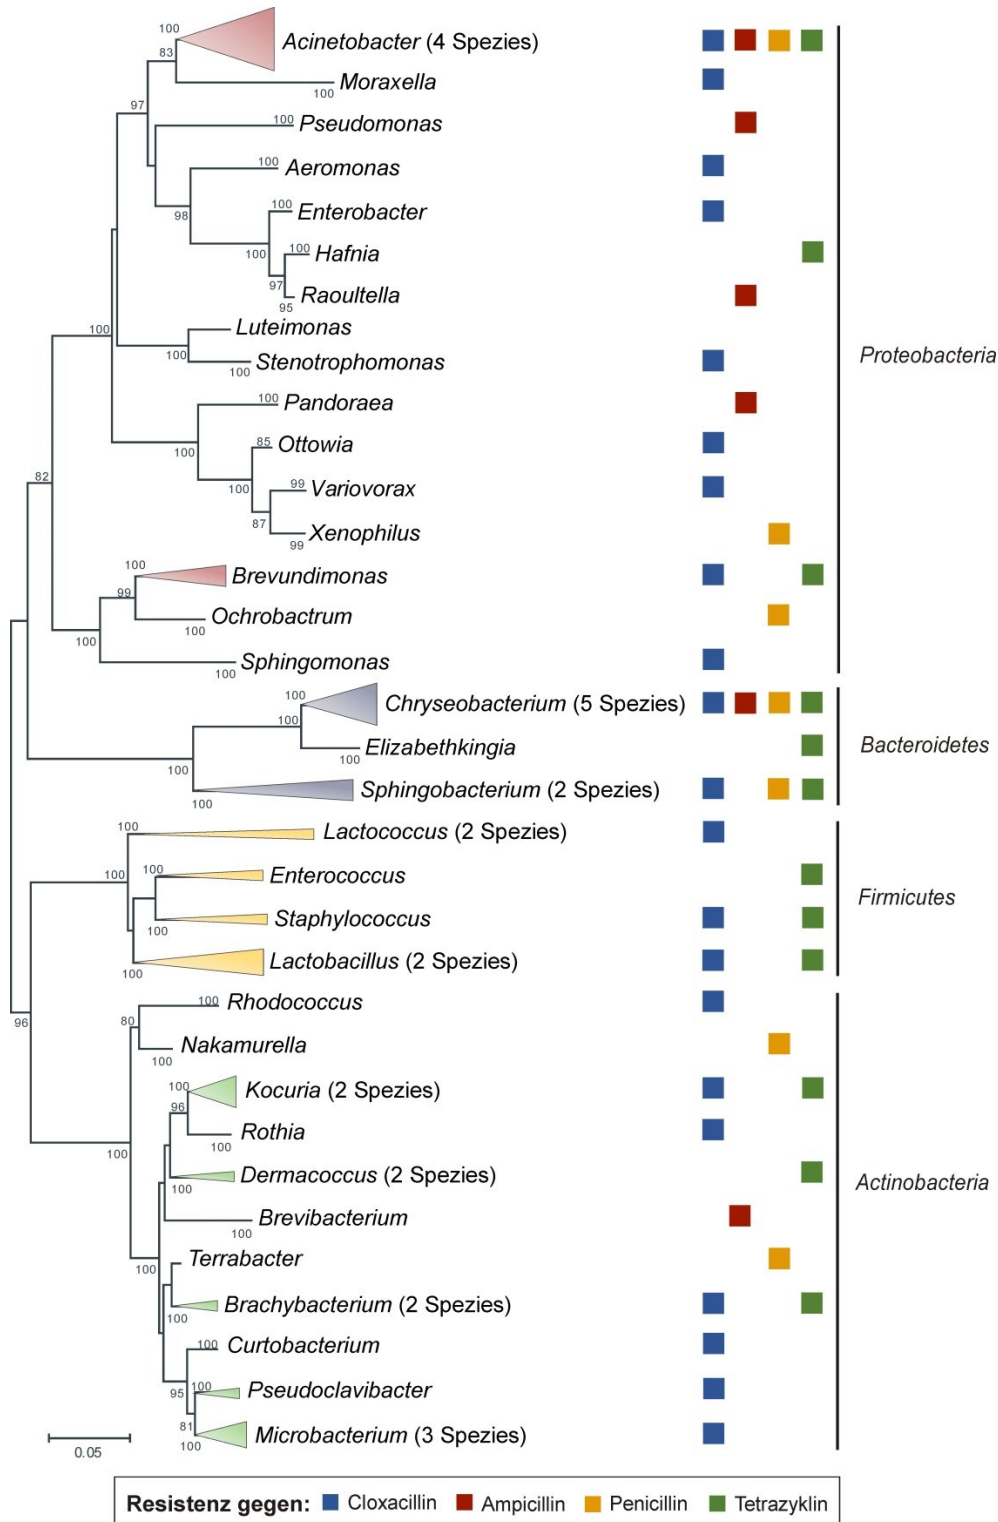 100
Acinetobacter (4 Spezies)
83
100
Moraxella
97
100
Pseudomonas
100
Aeromonas
98
100
Enterobacter
100
100
Hafnia
97
Raoultella
95
100
Luteimonas
100
Stenotrophomonas
100
Proteobacteria
100
Pandoraea
100
85
Ottowia
100
99
Variovorax
87
Xenophilus
99
82
100
Brevundimonas
99
Ochrobactrum
100
100
Sphingomonas
100
100
Chryseobacterium (5 Spezies)
100
Elizabethkingia
100
Bacteroidetes
100
Sphingobacterium (2 Spezies)
100
100
Lactococcus (2 Spezies)
100
100
Enterococcus
Firmicutes
Staphylococcus
100
Lactobacillus (2 Spezies)
100
96
100
Rhodococcus
80
Nakamurella
100
100
Kocuria (2 Spezies)
96
Rothia
100
100
Dermacoccus (2 Spezies)
100
Actinobacteria
Brevibacterium
100
100
Terrabacter
Brachybacterium (2 Spezies)
100
100
Curtobacterium
95
100
Pseudoclavibacter
81
Microbacterium (3 Spezies)
100
0.05
Resistenz gegen: Cloxacillin Ampicillin Penicillin Tetrazyklin